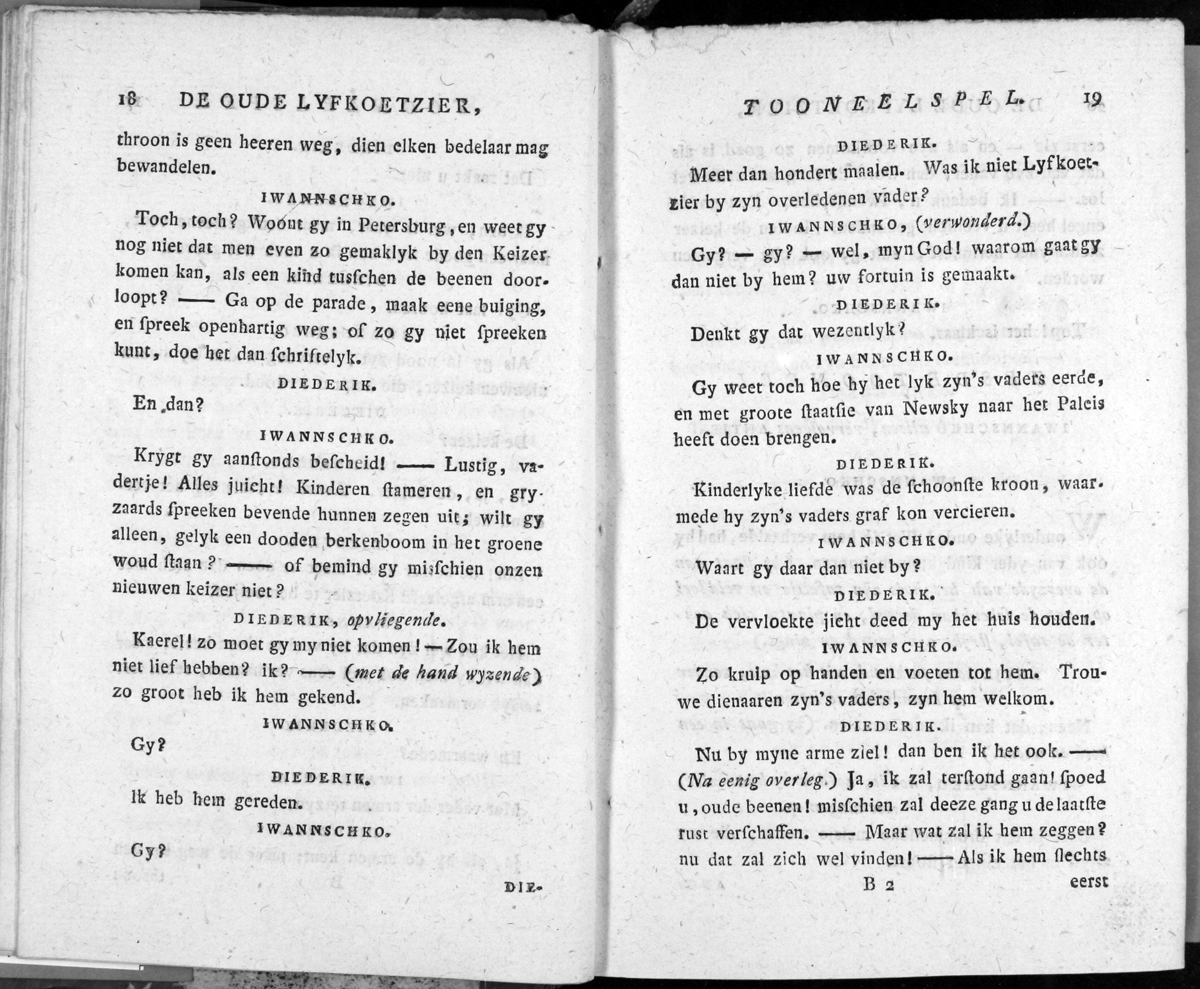 18 DE OUDE LYFKOETZIER,
throon is geen heeren weg, dien elken bedelaar mag
bewandelen.
IWANNSCHKO.
Toch, toch? Woont gy in Petersburg, en weet gy
nog niet dat men even zo gemaklyk by den Keizer
komen kan, als een kind tusſchen de beenen door-
loopt? —— Ga op de parade, maak eene buiging,
en ſpreek openhartig weg; of zo gy niet ſpreeken
kunt, doe het dan ſchriftelyk.
DIEDERIK.
En dan?
IWANNSCHKO.
Krygt gy aanſtonds beſcheid! —— Lustig, va-
dertje! Alles juicht! Kinderen ſtameren, en gry-
zaards ſpreeken bevende hunnen zegen uit; wilt gy
alleen, gelyk een dooden berkenboom in het groene
woud ſtaan? —— of bemind gy misſchien onzen
nieuwen keizer niet?
DIEDERIK, opvliegende.
Kaerel! zo moet gy my niet komen! — Zou ik hem
niet lief hebben? ik? —— (met de hand wyzende)
zo groot heb ik hem gekend.
IWANNSCHKO.
Gy?
DIEDERIK.
Ik heb hem gereden.
IWANNSCHKO.
Gy?
DIE-
TOONEELSPEL. 19
DIEDERIK.
Meer dan hondert maalen. Was ik niet Lyfkoet-
zier by zyn overledenen vader?
IWANNSCHKO, (verwonderd.)
Gy? — gy? — wel, myn God! waarom gaat gy
dan niet by hem? uw fortuin is gemaakt.
DIEDERIK.
Denkt gy dat wezentlyk?
IWANNSCHKO.
Gy weet toch hoe hy het lyk zyn's vaders eerde,
en met groote ſtaatſie van Newsky naar het Paleis
heeft doen brengen.
DIEDERIK.
Kinderlyke liefde was de ſchoonſte kroon, waar-
mede hy zyn's vaders graf kon vercieren.
IWANNSCHKO.
Waart gy daar dan niet by?
DIEDERIK.
De vervloekte jicht deed my het huis houden.
IWANNSCHKO.
Zo kruip op handen en voeten tot hem. Trou-
we dienaaren zyn's vaders, zyn hem welkom.
DIEDERIK.
Nu by myne arme ziel! dan ben ik het ook. ——
(Na eenig overleg.) Ja, ik zal terſtond gaan! ſpoed
u, oude beenen! misſchien zal deeze gang u de laatſte
rust verſchaffen. —— Maar wat zal ik hem zeggen?
nu dat zal zich wel vinden! —— Als ik hem ſlechts
B 2 eerst